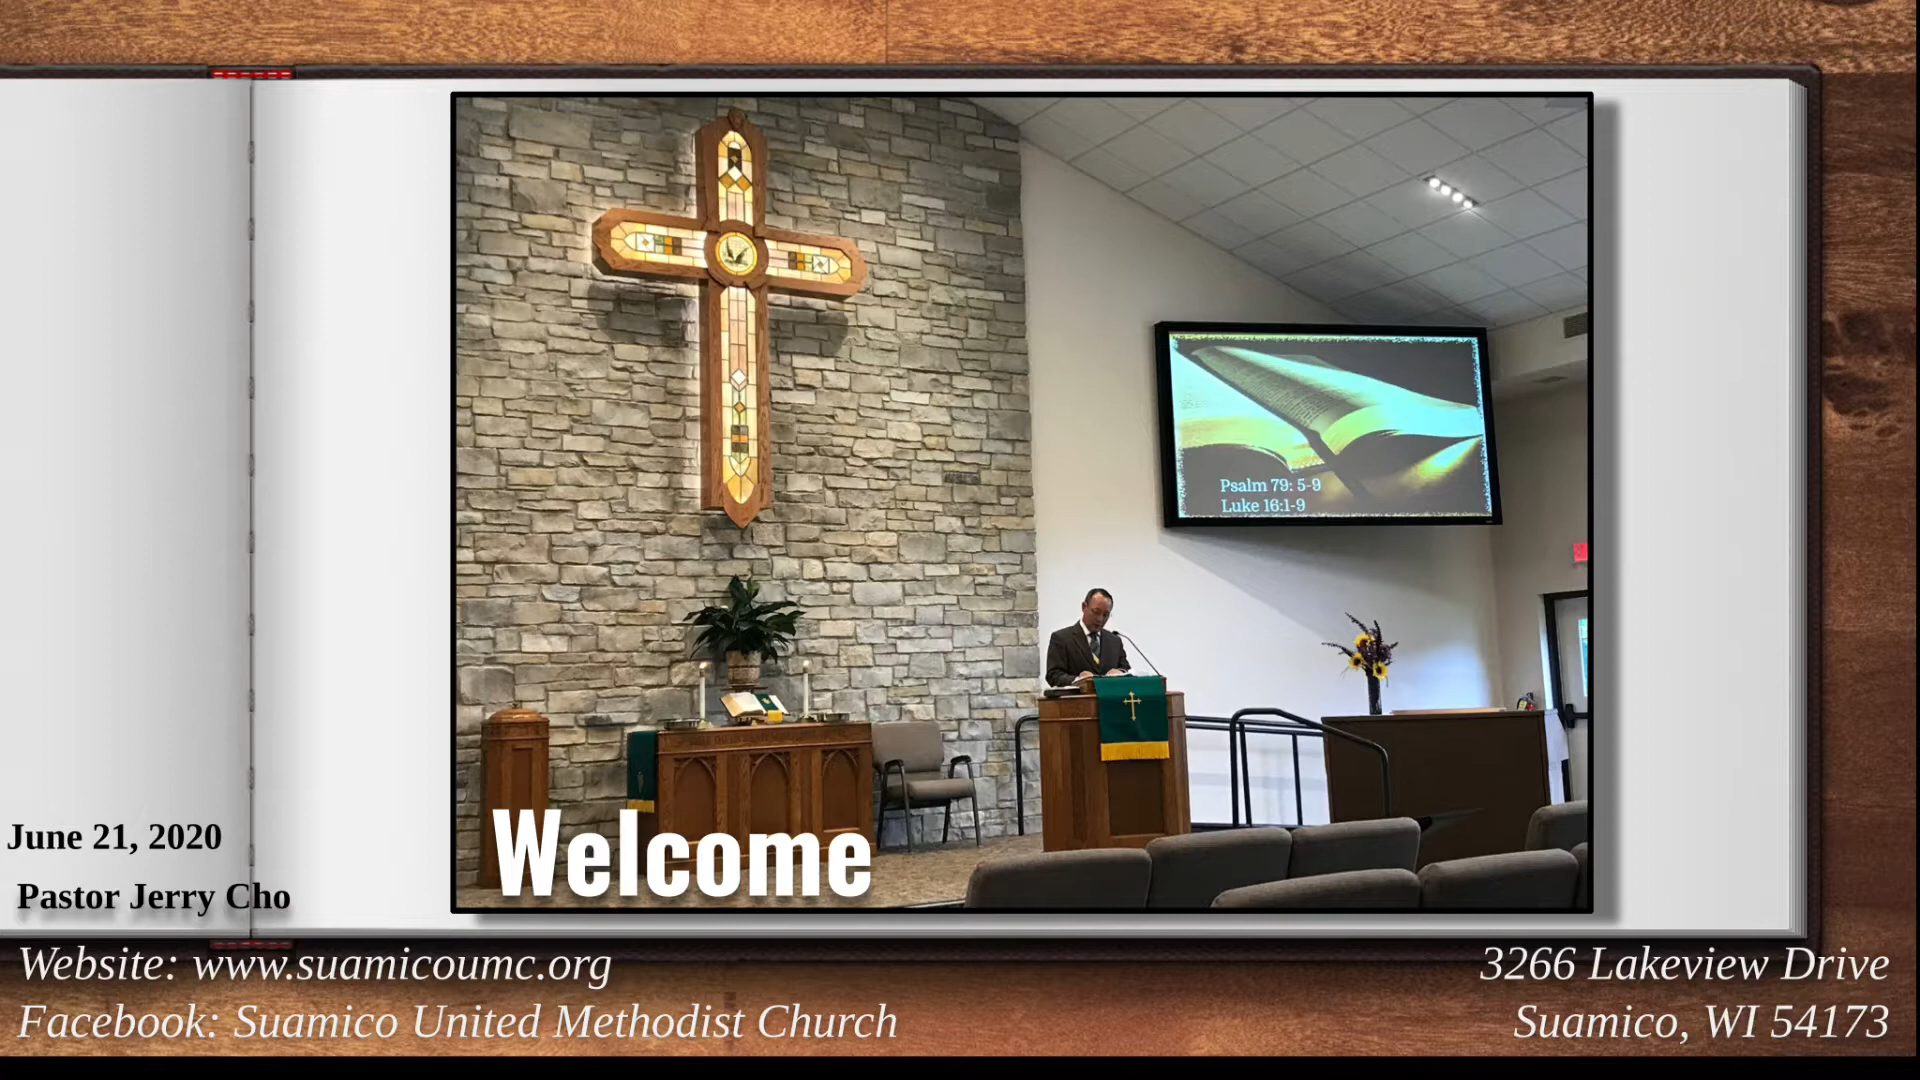 Psalm 79: 5-9
Luke 16:1-9
Welcome
June 21, 2020
Pastor Jerry Cho
Website: www.suamicoumc.org
Facebook: Suamico United Methodist Church
3266 Lakeview Drive
Suamico, WI 54173